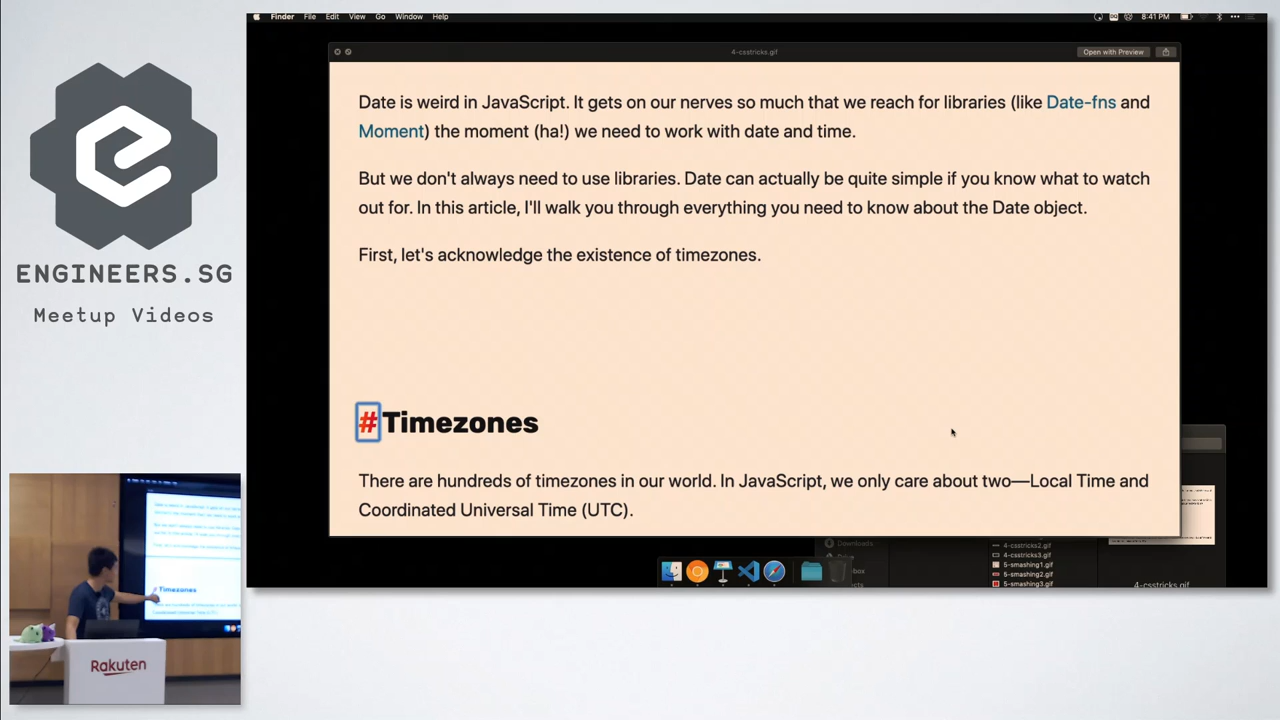 Finder File Edit View Go Window Help
8:41 PM
4-csstricks.gif
Open with Preview
Date is weird in JavaScript. It gets on our nerves so much that we reach for libraries (like Date-fns and
Moment) the moment (ha!) we need to work with date and time.
But we don't always need to use libraries. Date can actually be quite simple if you know what to watch
out for. In this article, I'll walk you through everything you need to know about the Date object.
First, let's acknowledge the existence of timezones.
#Timezones
There are hundreds of timezones in our world. In JavaScript, we only care about two—Local Time and
Coordinated Universal Time (UTC).
Downloads
4-csstricks2.gif
4-csstricks3.gif
5-smashing1.gif
5-smashing2.gif
5-smashing3.gif
4-csstricks.gif
ENGINEERS.SG
Meetup Videos
# Timezones
Rakuten